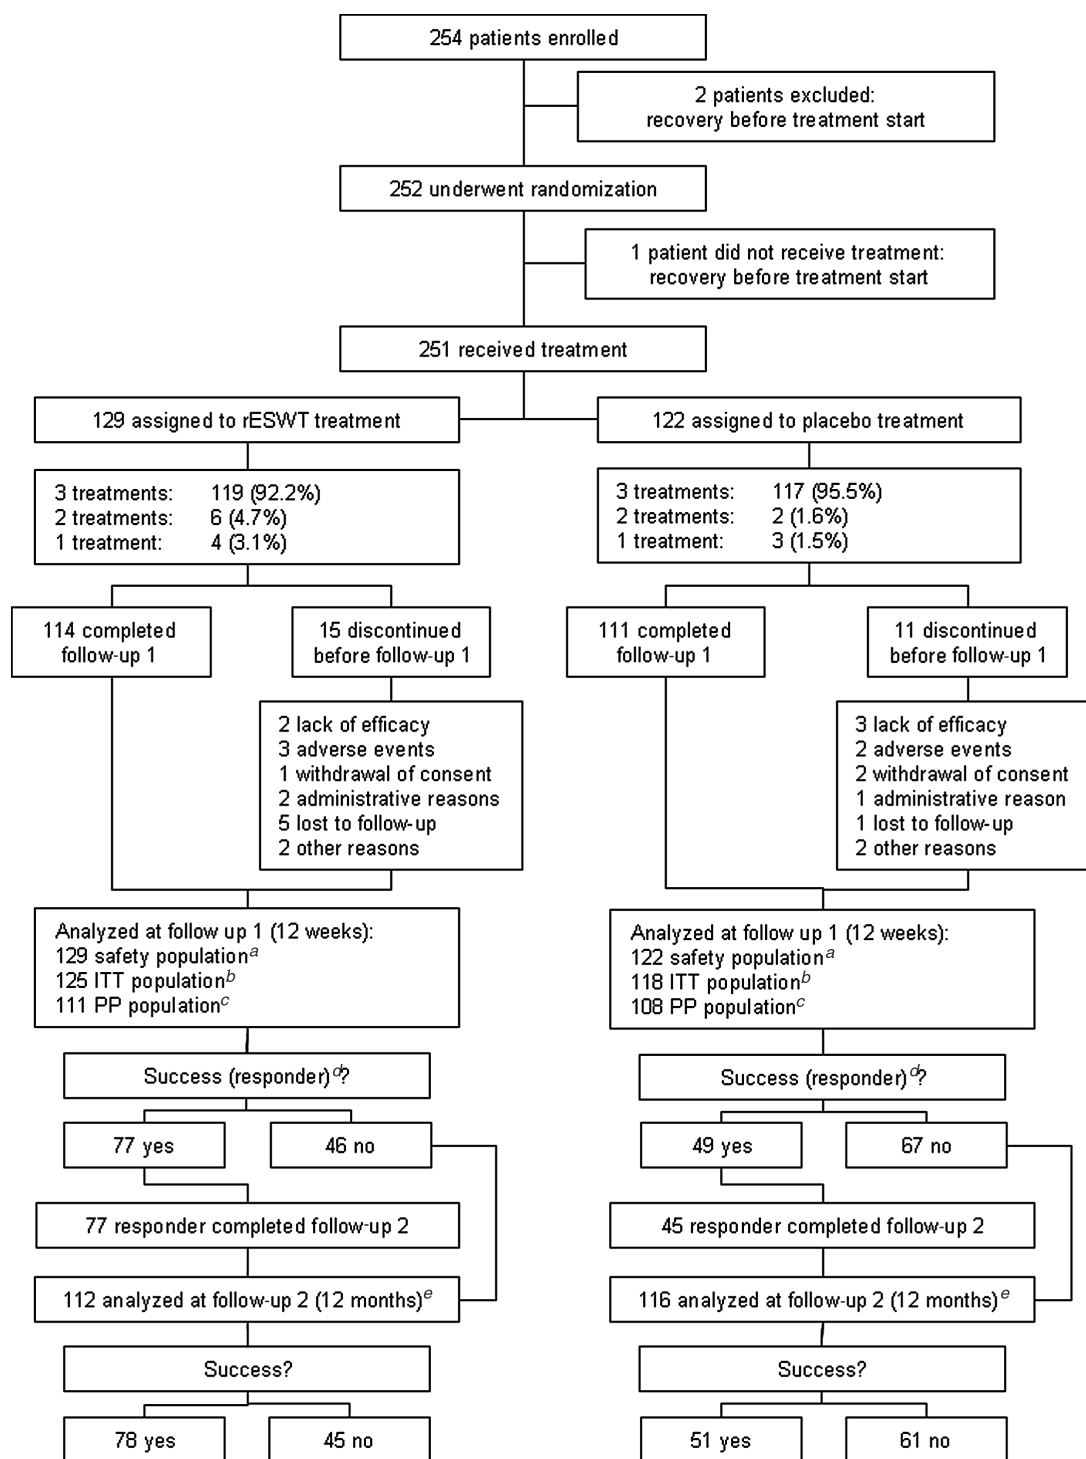 254 patients enrolled
2 patients excluded:
recovery before treatment start
252 underwent randomization
1 patient did not receive treatment:
recovery before treatment start
251 received treatment
129 assigned to rESWT treatment
3 treatments: 119 (92.2%)
2 treatments: 6 (4.7%)
1 treatment: 4 (3.1%)
114 completed
follow-up 1
15 discontinued
before follow-up 1
2 lack of efficacy
3 adverse events
1 withdrawal of consent
2 administrative reasons
5 lost to follow-up
2 other reasons
Analyzed at follow up 1 (12 weeks):
129 safety population a
125 ITT population b
111 PP population c
Success (responder) d?
77 yes
46 no
77 responder completed follow-up 2
112 analyzed at follow-up 2 (12 months) e
Success?
78 yes
45 no
122 assigned to placebo treatment
3 treatments: 117 (95.5%)
2 treatments: 2 (1.6%)
1 treatment: 3 (1.5%)
111 completed
follow-up 1
11 discontinued
before follow-up 1
3 lack of efficacy
2 adverse events
2 withdrawal of consent
1 administrative reason
1 lost to follow-up
2 other reasons
Analyzed at follow up 1 (12 weeks):
122 safety population a
118 ITT population b
108 PP population c
Success (responder) d?
49 yes
67 no
45 responder completed follow-up 2
116 analyzed at follow-up 2 (12 months) e
Success?
51 yes
61 no